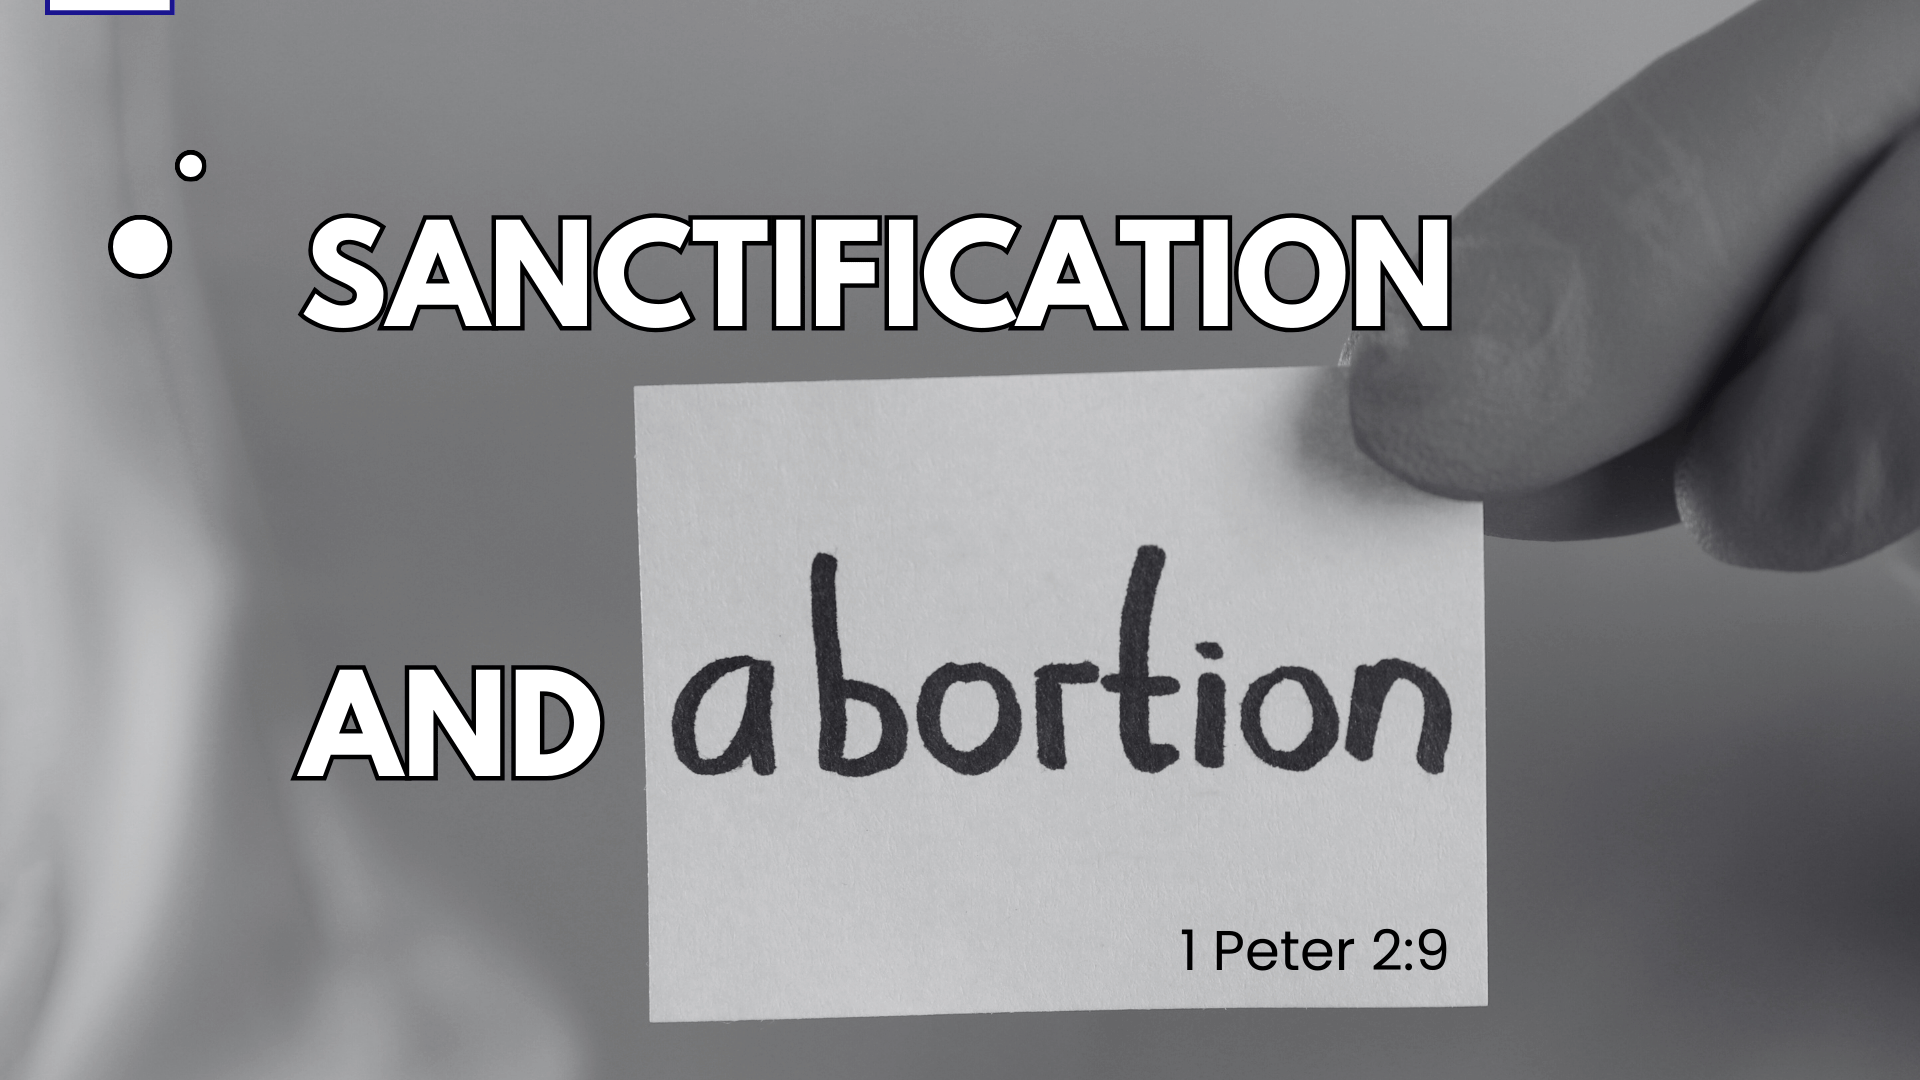 SANCTIFICATION
AND abortion
1 Peter 2:9